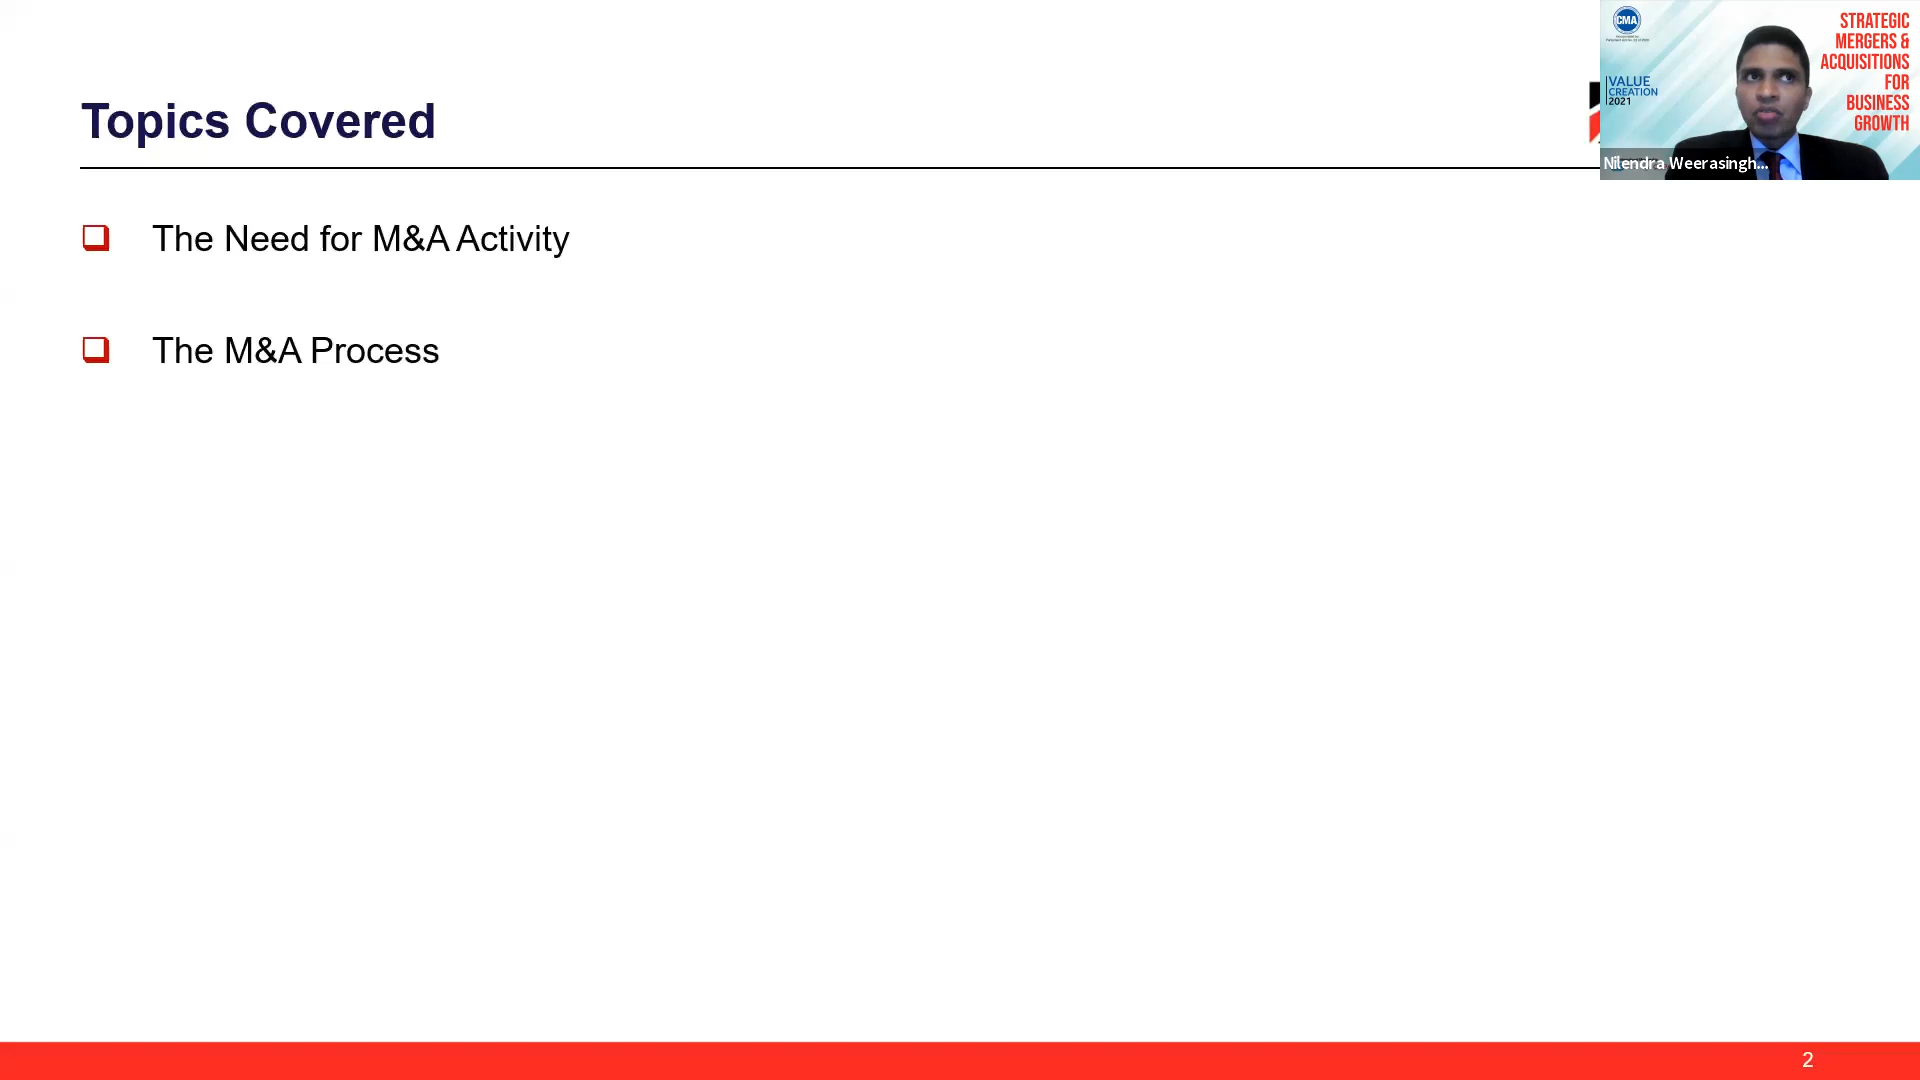 Topics Covered
The Need for M&A Activity
The M&A Process
CMA
VALUE
CREATION
2021
STRATEGIC
MERGERS &
ACQUISITIONS
FOR
BUSINESS
GROWTH
Nilendra Weerasingh...
2